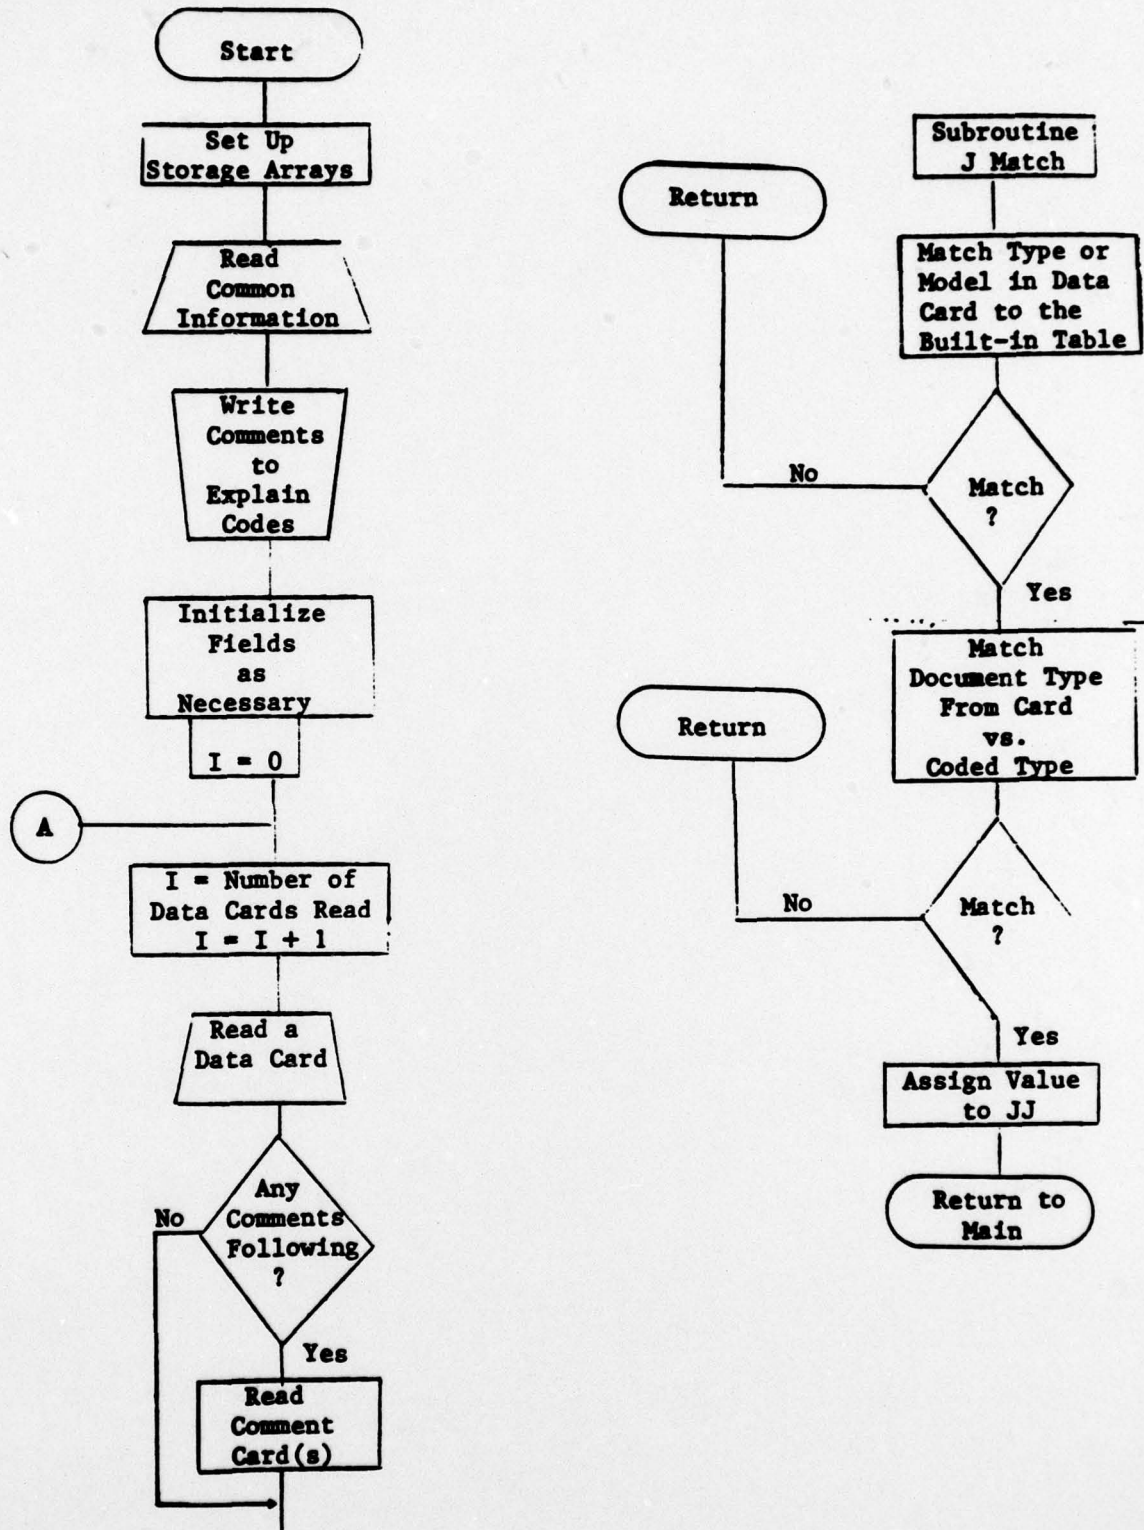 Start
Set Up
Storage Arrays
Read
Common
Information
Write
Comments
to
Explain
Codes
Initialize
Fields
as
Necessary
I = 0
A
I = Number of
Data Cards Read
I = I + 1
Read a
Data Card
Any
Comments
Following
?
No
Yes
Read
Comment
Card(s)
Subroutine
J Match
Return
Match Type or
Model in Data
Card to the
Built-in Table
No
Match
?
Yes
Match
Document Type
From Card
vs.
Coded Type
Return
No
Match
?
Yes
Assign Value
to JJ
Return to
Main